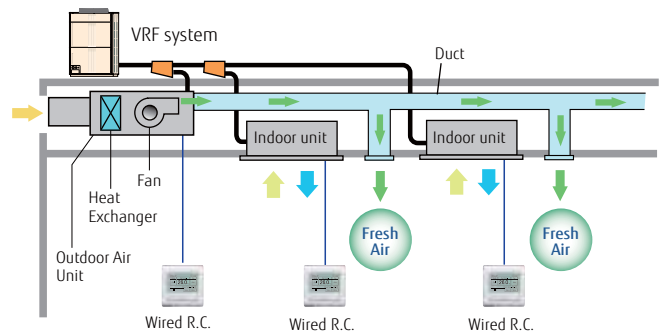 VRF system
Duct
Indoor unit
Indoor unit
Fan
Heat
Exchanger
Outdoor Air
Unit
Fresh
Air
Fresh
Air
Wired R.C.
Wired R.C.
Wired R.C.